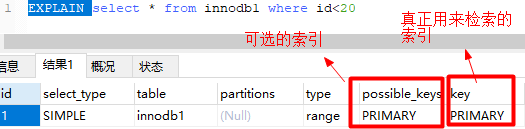 1 EXPLAIN select * from innodb1 where id<20
可选的索引
真正用来检索的
索引
信息 结果1 概况 状态
id select_type table partitions type possible_keys key
1 SIMPLE innodb1 (Null) range PRIMARY PRIMARY